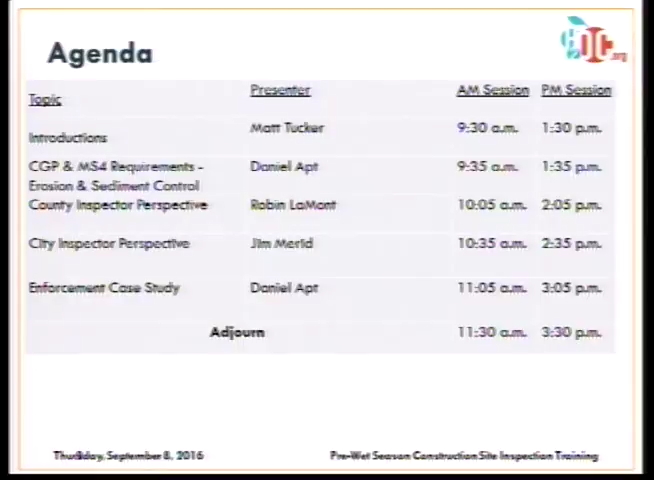 Agenda
H2OC.org
Topic Presenter AM Session PM Session
Introductions Matt Tucker 9:30 a.m. 1:30 p.m.
CGP & MS4 Requirements - Daniel Apt 9:35 a.m. 1:35 p.m.
Erosion & Sediment Control
County Inspector Perspective Robin LaMont 10:05 a.m. 2:05 p.m.
City Inspector Perspective Jim Merid 10:35 a.m. 2:35 p.m.
Enforcement Case Study Daniel Apt 11:05 a.m. 3:05 p.m.
Adjourn 11:30 a.m. 3:30 p.m.
Thursday, September 8, 2016 Pre-Wet Season Construction Site Inspection Training